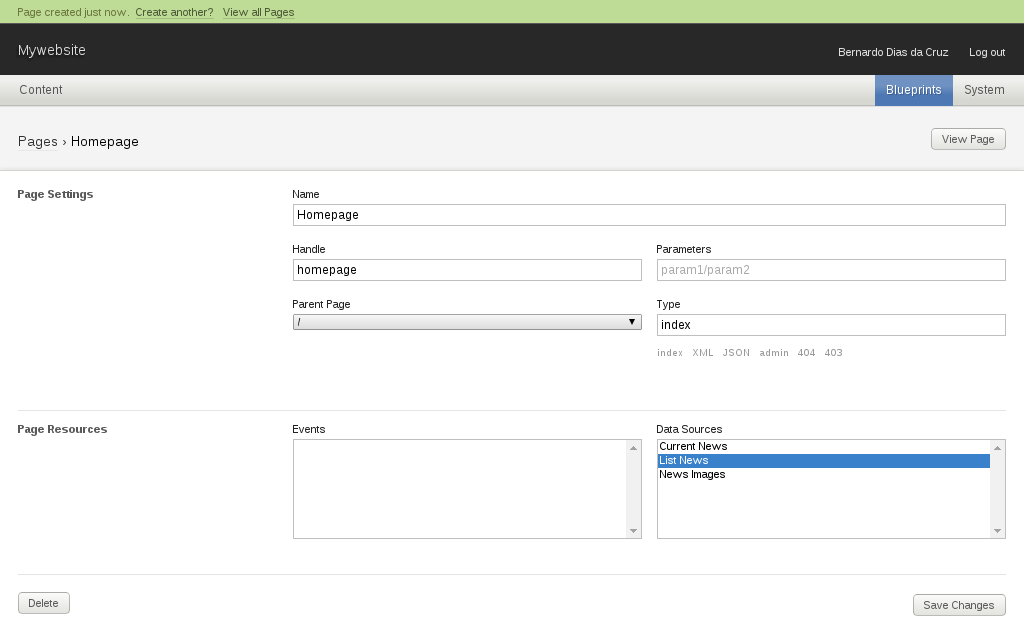 Page created just now. Create another? View all Pages
Mywebsite
Bernardo Dias da Cruz Log out
Content Blueprints System
Pages › Homepage View Page
Page Settings
Name
Homepage
Handle Parameters
homepage param1/param2
Parent Page Type
/ index
index XML JSON admin 404 403
Page Resources
Events Data Sources
Current News
List News
News Images
Delete Save Changes